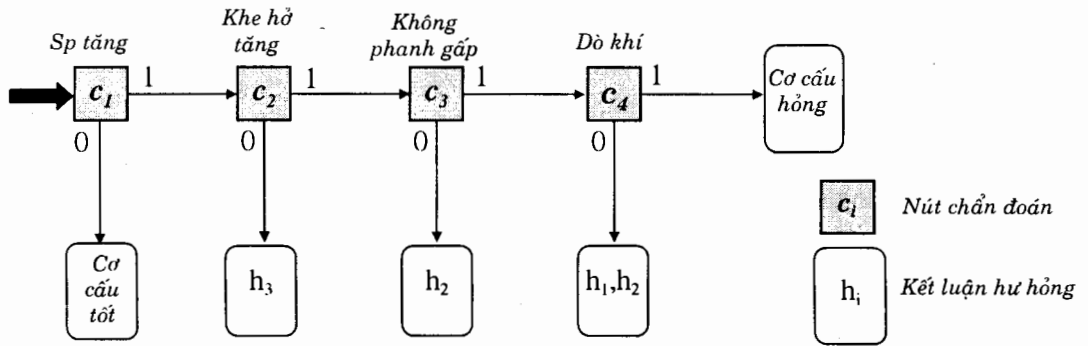 Sp tăng
Khe hở
tăng
Không
phanh gấp
Dò khí
c1
1
c2
1
c3
1
c4
1
Cơ cấu
hỏng
0
0
0
0
ci
Nút chẩn đoán
Cơ
cấu
tốt
h3
h2
h1,h2
hi
Kết luận hư hỏng